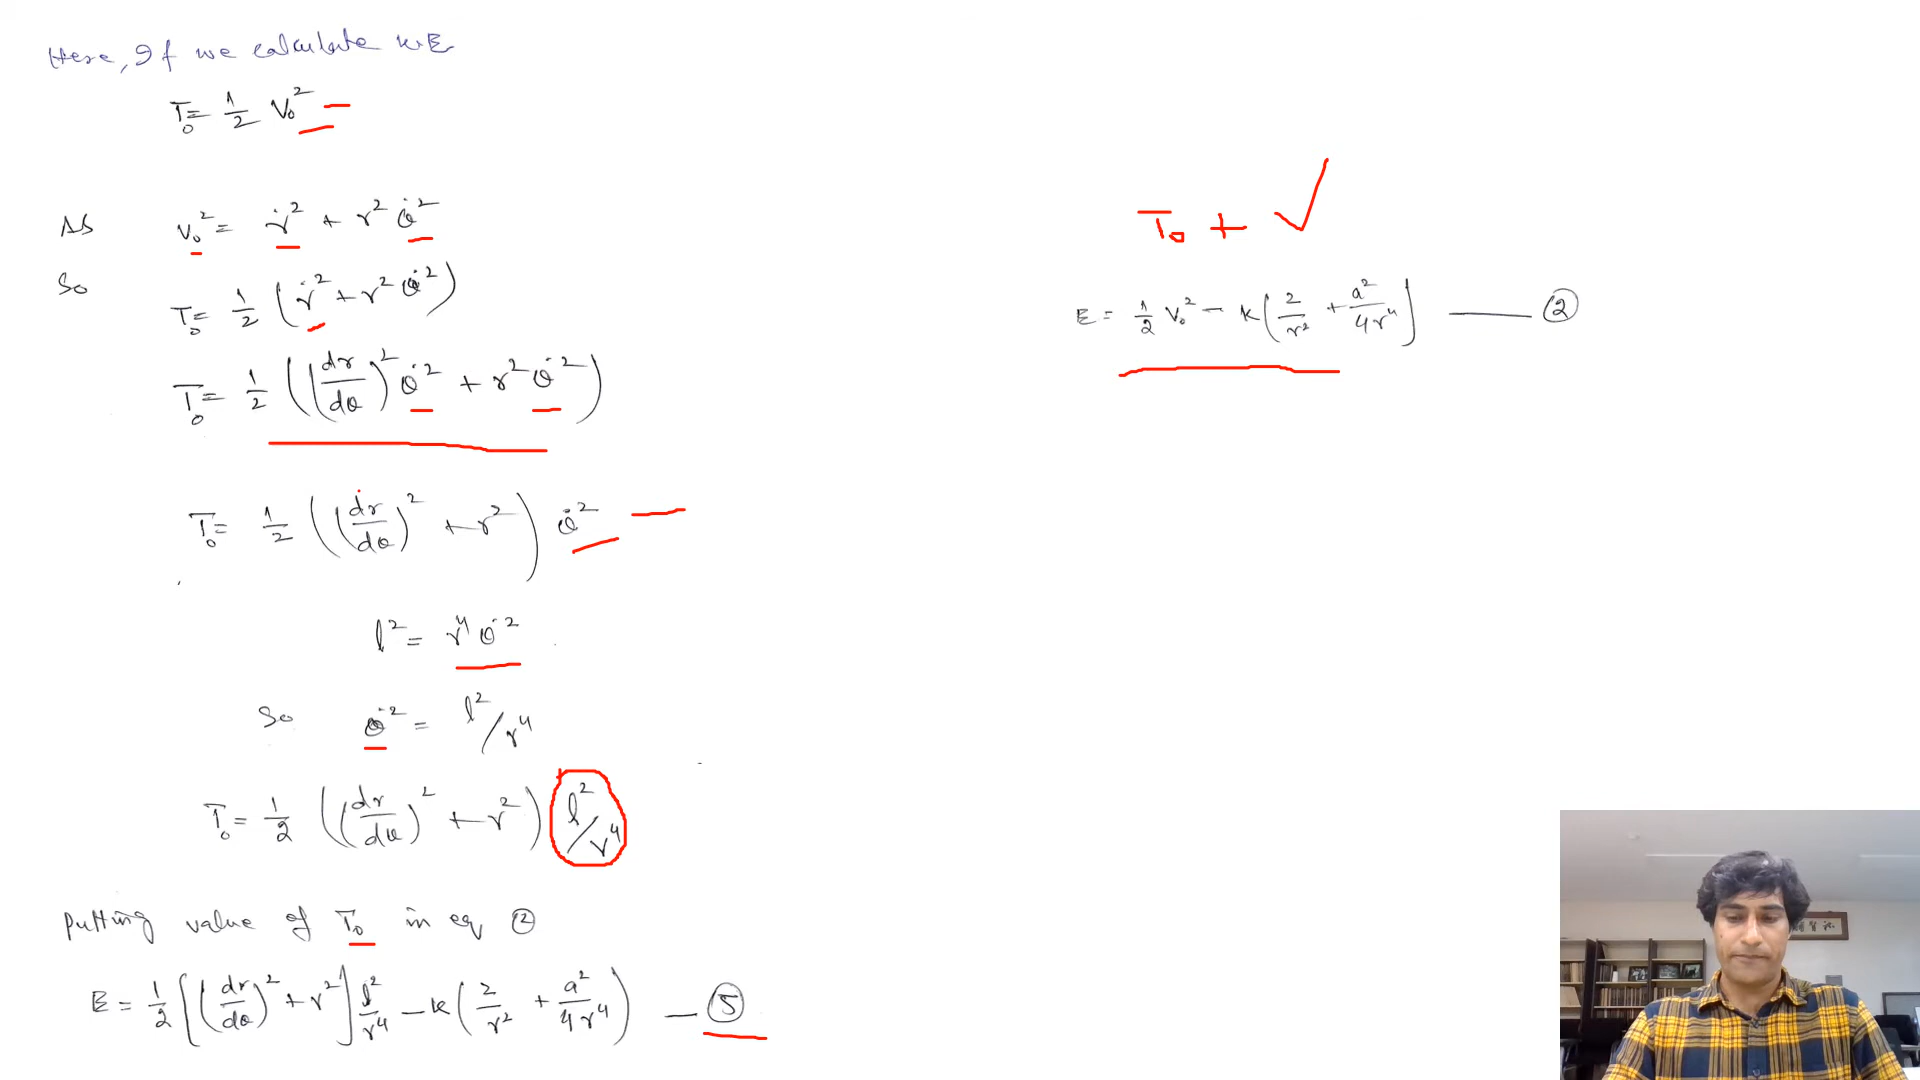 Here, If we calculate K.E
T₀ = 1/2 V₀²
As V₀² = ṙ² + r² θ̇²
So T₀ = 1/2 (ṙ² + r² θ̇²)
T₀ = 1/2 ((dr/dθ)² θ̇² + r² θ̇²)
T₀ = 1/2 ((dr/dθ)² + r²) θ̇²
l² = r⁴ θ̇²
So θ̇² = l²/r⁴
T₀ = 1/2 ((dr/dθ)² + r²) l²/r⁴
Putting value of T₀ in eq ②
E = 1/2 [(dr/dθ)² + r²] l²/r⁴ - K (2/r² + a²/4r⁴) — ⑤
T₀ + V
E = 1/2 V₀² - K (2/r² + a²/4r⁴] — ②